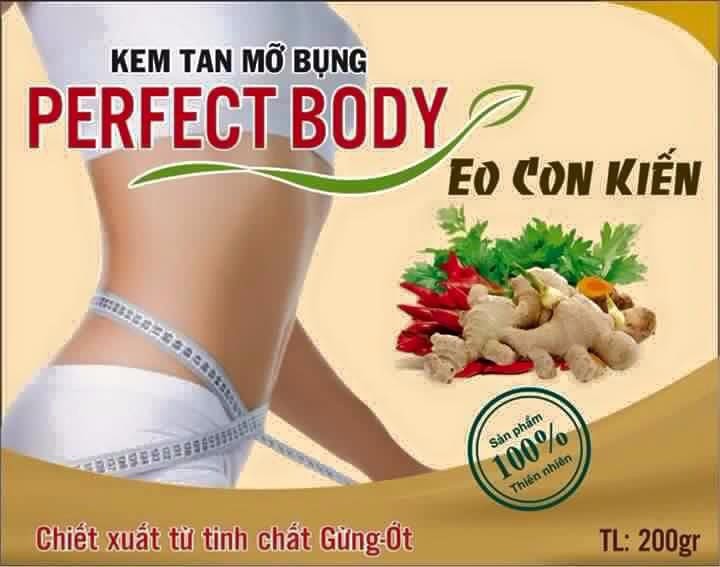 KEM TAN MỠ BỤNG
PERFECT BODY
EO CON KIẾN
Sản phẩm
100%
Thiên nhiên
Chiết xuất từ tinh chất Gừng-Ớt
TL: 200gr